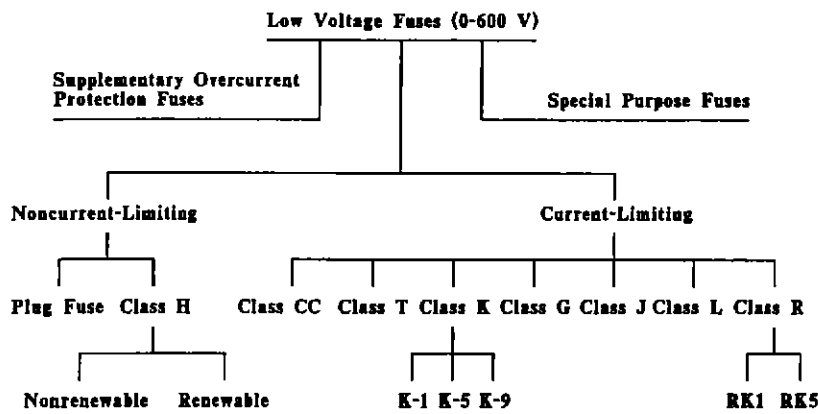 Low Voltage Fuses (0-600 V)
Supplementary Overcurrent
Protection Fuses
Special Purpose Fuses
Noncurrent-Limiting
Current-Limiting
Plug Fuse Class H Class CC Class T Class K Class G Class J Class L Class R
Nonrenewable Renewable K-1 K-5 K-9 RK1 RK5